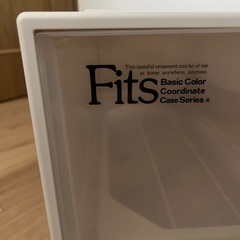 This tasteful ornament can be of use
at home anywhere, anytime.
Fits
Basic Color
Coordinate
Case Series ®